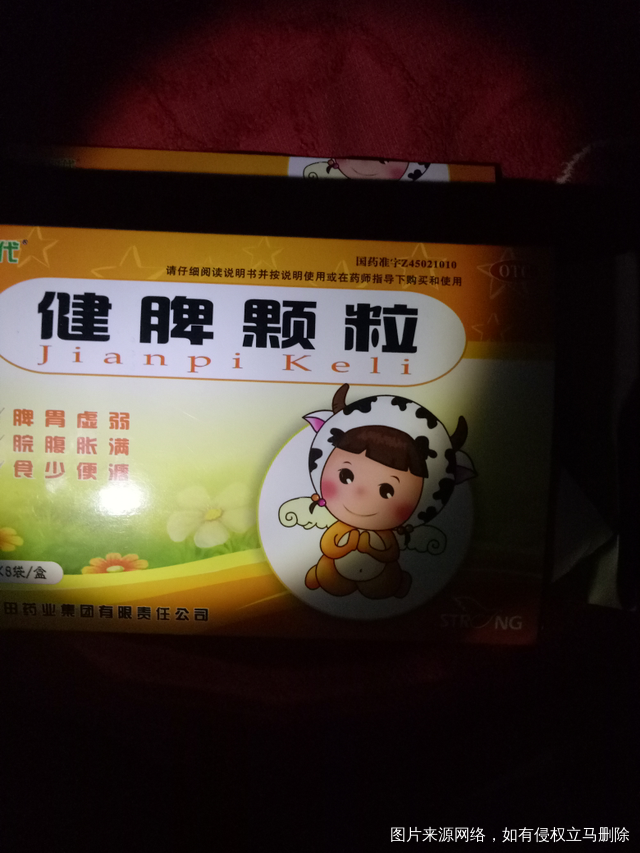 代
国药准字Z45021010
OTC
请仔细阅读说明书并按说明使用或在药师指导下购买和使用
健脾颗粒
Jianpi Keli
脾胃虚弱
脘腹胀满
食少便溏
8袋/盒
田药业集团有限责任公司
STRONG
图片来源网络，如有侵权立马删除